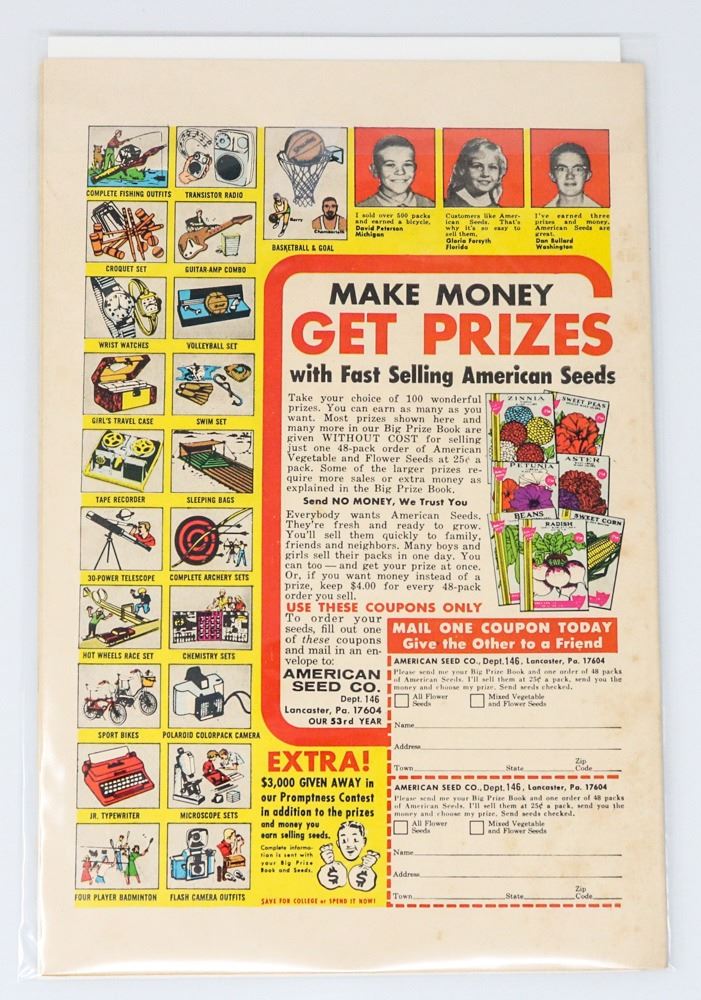 COMPLETE FISHING OUTFITS
TRANSISTOR RADIO
CROQUET SET
GUITAR-AMP COMBO
WRIST WATCHES
VOLLEYBALL SET
GIRL'S TRAVEL CASE
SWIM SET
TAPE RECORDER
SLEEPING BAGS
30-POWER TELESCOPE
COMPLETE ARCHERY SETS
HOT WHEELS RACE SET
CHEMISTRY SETS
SPORT BIKES
POLAROID COLORPACK CAMERA
JR. TYPEWRITER
MICROSCOPE SETS
FOUR PLAYER BADMINTON
FLASH CAMERA OUTFITS
Barry
Chamberlain
BASKETBALL & GOAL
I sold over 500 packs
and earned a bicycle.
David Peterson
Michigan
Customers like Amer-
ican Seeds. That's
why it's so easy to
sell them.
Gloria Forsyth
Florida
I've earned three
prizes and money.
American Seeds are
great.
Don Bullard
Washington
MAKE MONEY
GET PRIZES
with Fast Selling American Seeds
Take your choice of 100 wonderful
prizes. You can earn as many as you
want. Most prizes shown here and
many more in our Big Prize Book are
given WITHOUT COST for selling
just one 48-pack order of American
Vegetable and Flower Seeds at 25¢ a
pack. Some of the larger prizes re-
quire more sales or extra money as
explained in the Big Prize Book.
Send NO MONEY, We Trust You
Everybody wants American Seeds.
They're fresh and ready to grow.
You'll sell them quickly to family,
friends and neighbors. Many boys and
girls sell their packs in one day. You
can too — and get your prize at once.
Or, if you want money instead of a
prize, keep $4.00 for every 48-pack
order you sell.
ZINNIA
SWEET PEAS
PETUNIA
ASTER
BEANS
RADISH
SWEET CORN
USE THESE COUPONS ONLY
To order your
seeds, fill out one
of these coupons
and mail in an en-
velope to:
AMERICAN
SEED CO.
Dept. 146
Lancaster, Pa. 17604
OUR 53rd YEAR
EXTRA!
$3,000 GIVEN AWAY in
our Promptness Contest
in addition to the prizes
and money you
earn selling seeds.
Complete informa-
tion is sent with
your Big Prize
Book and Seeds.
$ $
SAVE FOR COLLEGE or SPEND IT NOW!
MAIL ONE COUPON TODAY
Give the Other to a Friend
AMERICAN SEED CO., Dept. 146, Lancaster, Pa. 17604
Please send me your Big Prize Book and one order of 48 packs
of American Seeds. I'll sell them at 25¢ a pack, send you the
money and choose my prize. Send seeds checked.
All Flower Seeds
Mixed Vegetable and Flower Seeds
Name
Address
Town State Zip Code
AMERICAN SEED CO., Dept. 146, Lancaster, Pa. 17604
Please send me your Big Prize Book and one order of 48 packs
of American Seeds. I'll sell them at 25¢ a pack, send you the
money and choose my prize. Send seeds checked.
All Flower Seeds
Mixed Vegetable and Flower Seeds
Name
Address
Town State Zip Code